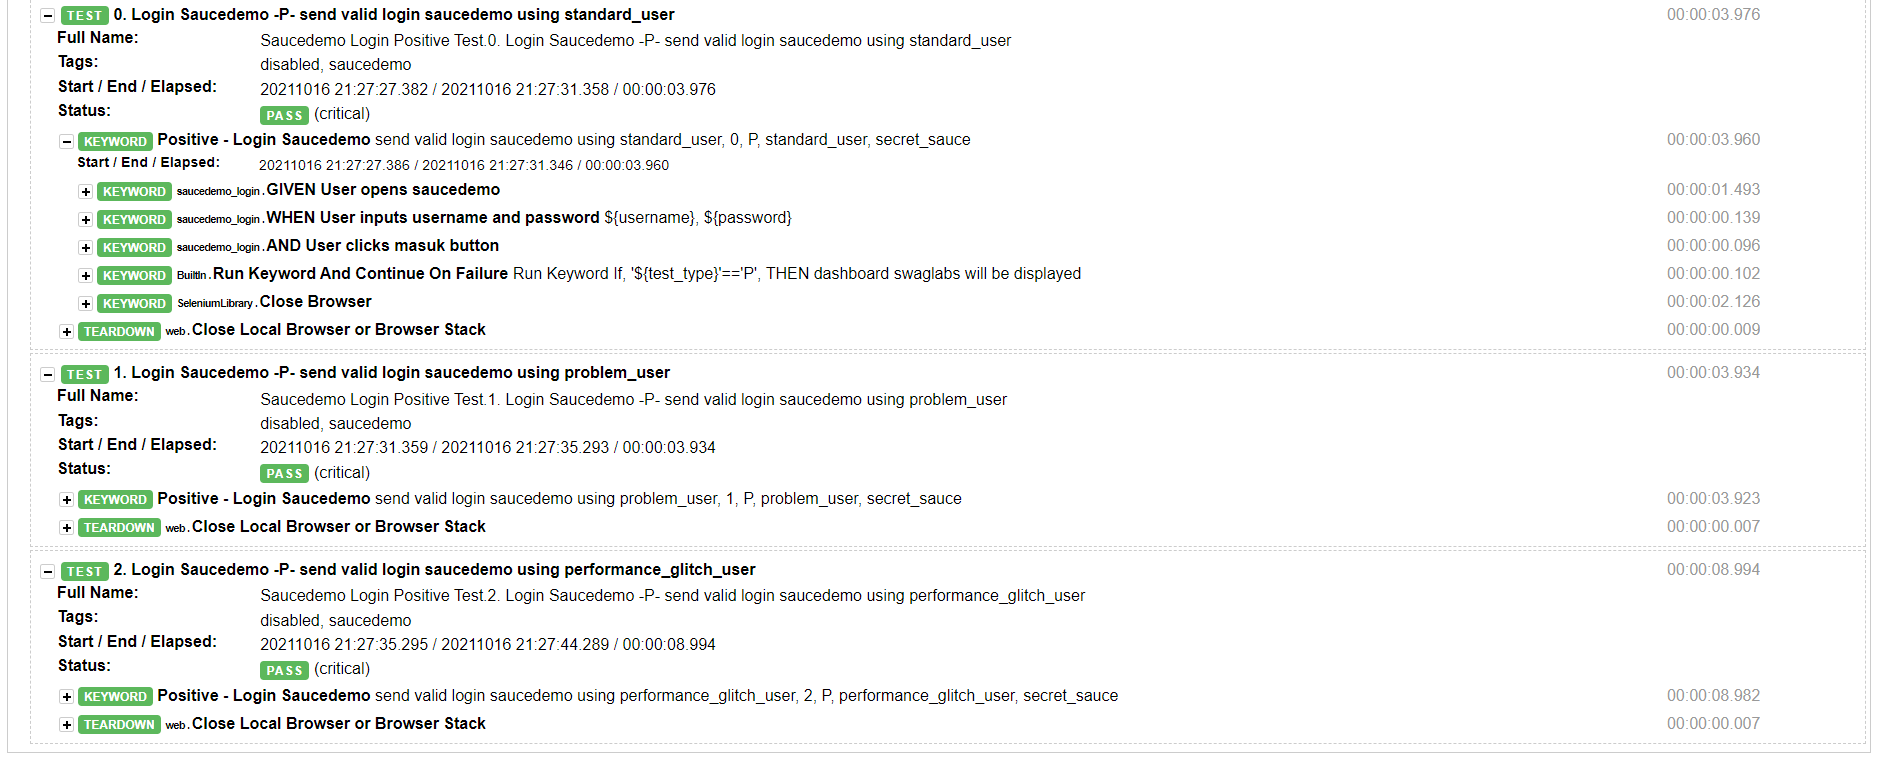 TEST 0. Login Saucedemo -P- send valid login saucedemo using standard_user 00:00:03.976
Full Name: Saucedemo Login Positive Test.0. Login Saucedemo -P- send valid login saucedemo using standard_user
Tags: disabled, saucedemo
Start / End / Elapsed: 20211016 21:27:27.382 / 20211016 21:27:31.358 / 00:00:03.976
Status: PASS (critical)
KEYWORD Positive - Login Saucedemo send valid login saucedemo using standard_user, 0, P, standard_user, secret_sauce 00:00:03.960
Start / End / Elapsed: 20211016 21:27:27.386 / 20211016 21:27:31.346 / 00:00:03.960
KEYWORD saucedemo_login.GIVEN User opens saucedemo 00:00:01.493
KEYWORD saucedemo_login.WHEN User inputs username and password ${username}, ${password} 00:00:00.139
KEYWORD saucedemo_login.AND User clicks masuk button 00:00:00.096
KEYWORD BuiltIn.Run Keyword And Continue On Failure Run Keyword If, '${test_type}'=='P', THEN dashboard swaglabs will be displayed 00:00:00.102
KEYWORD SeleniumLibrary.Close Browser 00:00:02.126
TEARDOWN web.Close Local Browser or Browser Stack 00:00:00.009
TEST 1. Login Saucedemo -P- send valid login saucedemo using problem_user 00:00:03.934
Full Name: Saucedemo Login Positive Test.1. Login Saucedemo -P- send valid login saucedemo using problem_user
Tags: disabled, saucedemo
Start / End / Elapsed: 20211016 21:27:31.359 / 20211016 21:27:35.293 / 00:00:03.934
Status: PASS (critical)
KEYWORD Positive - Login Saucedemo send valid login saucedemo using problem_user, 1, P, problem_user, secret_sauce 00:00:03.923
TEARDOWN web.Close Local Browser or Browser Stack 00:00:00.007
TEST 2. Login Saucedemo -P- send valid login saucedemo using performance_glitch_user 00:00:08.994
Full Name: Saucedemo Login Positive Test.2. Login Saucedemo -P- send valid login saucedemo using performance_glitch_user
Tags: disabled, saucedemo
Start / End / Elapsed: 20211016 21:27:35.295 / 20211016 21:27:44.289 / 00:00:08.994
Status: PASS (critical)
KEYWORD Positive - Login Saucedemo send valid login saucedemo using performance_glitch_user, 2, P, performance_glitch_user, secret_sauce 00:00:08.982
TEARDOWN web.Close Local Browser or Browser Stack 00:00:00.007